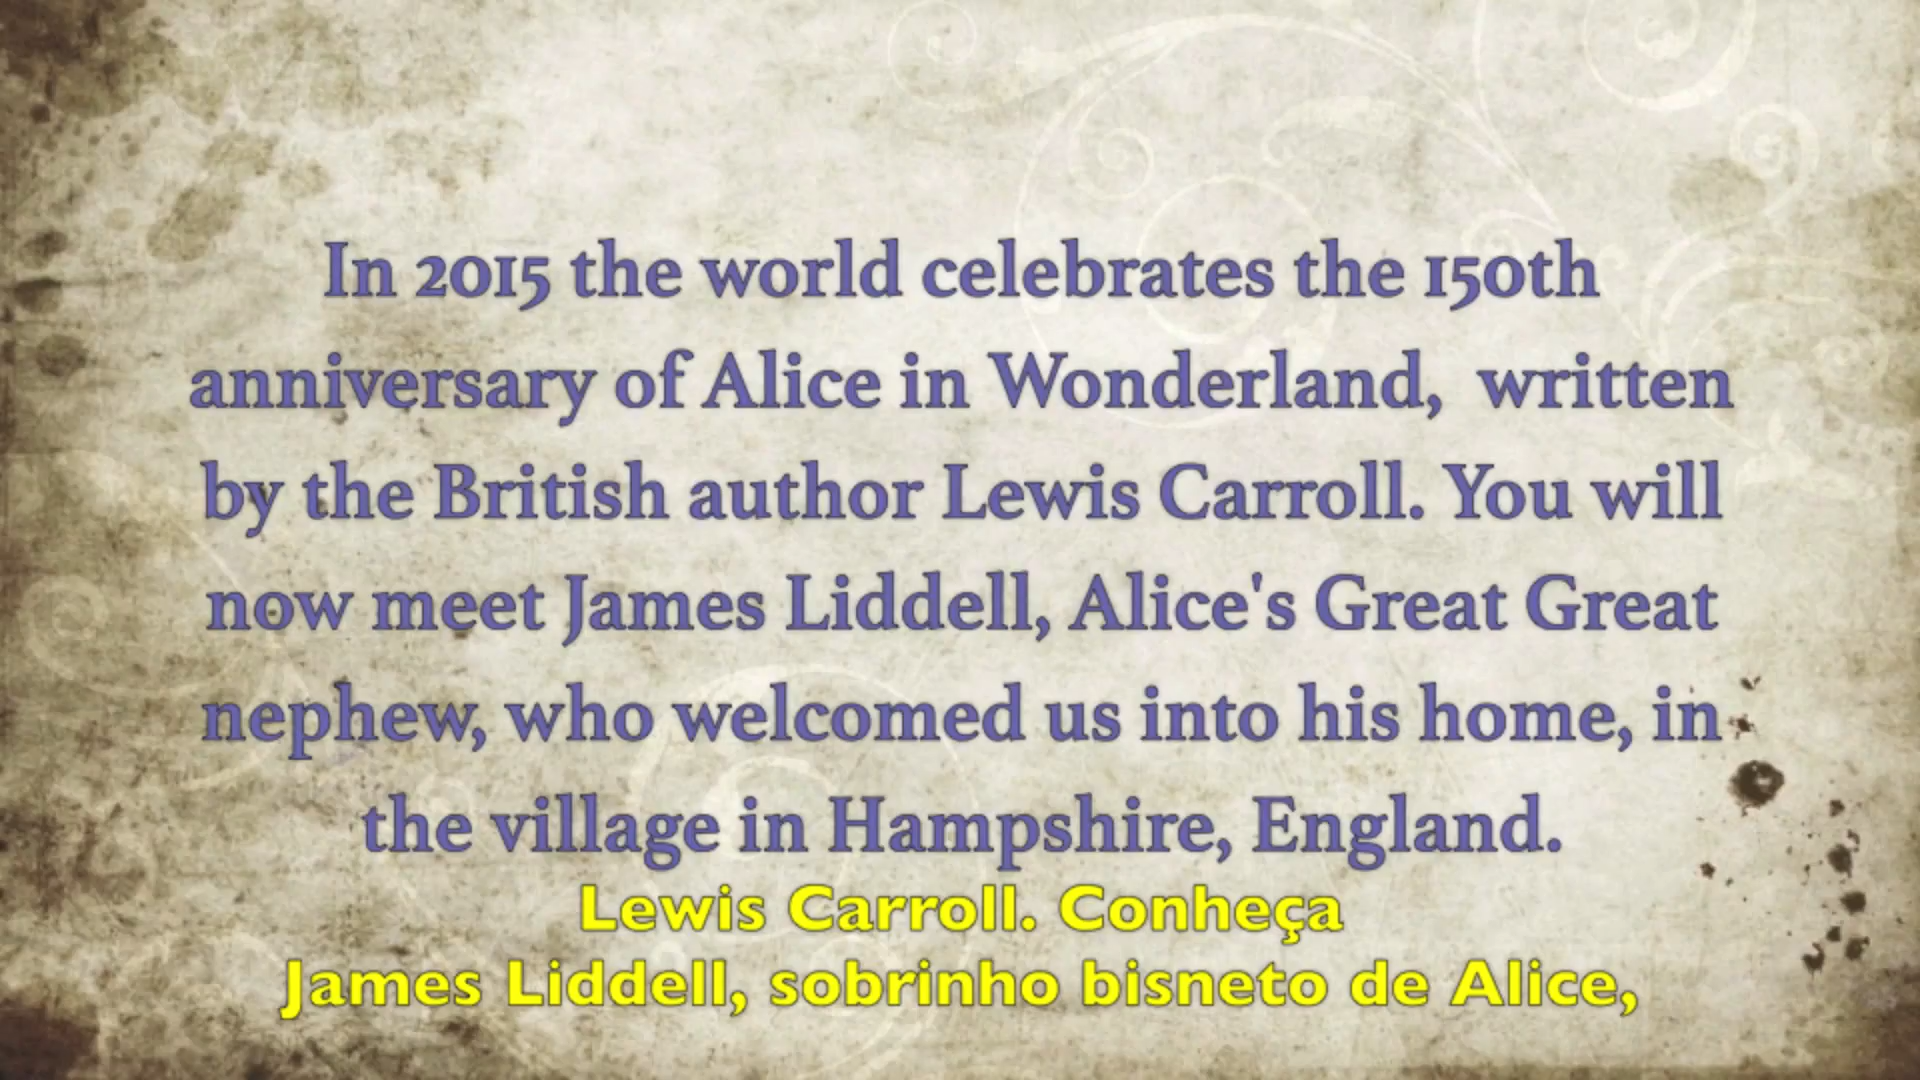 In 2015 the world celebrates the 150th
anniversary of Alice in Wonderland,  written
by the British author Lewis Carroll. You will
now meet James Liddell, Alice's Great Great
nephew, who welcomed us into his home, in
the village in Hampshire, England.
Lewis Carroll. Conheça
James Liddell, sobrinho bisneto de Alice,